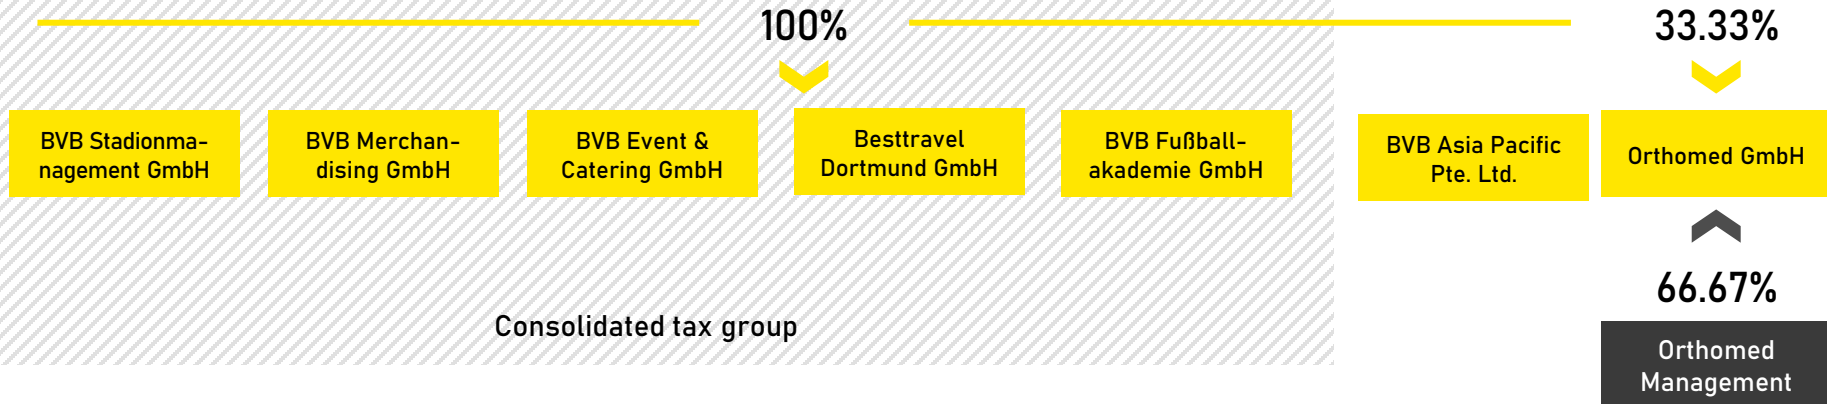 100%
33.33%
BVB Stadionma-
nagement GmbH
BVB Merchan-
dising GmbH
BVB Event &
Catering GmbH
Besttravel
Dortmund GmbH
BVB Fußball-
akademie GmbH
BVB Asia Pacific
Pte. Ltd.
Orthomed GmbH
66.67%
Consolidated tax group
Orthomed
Management